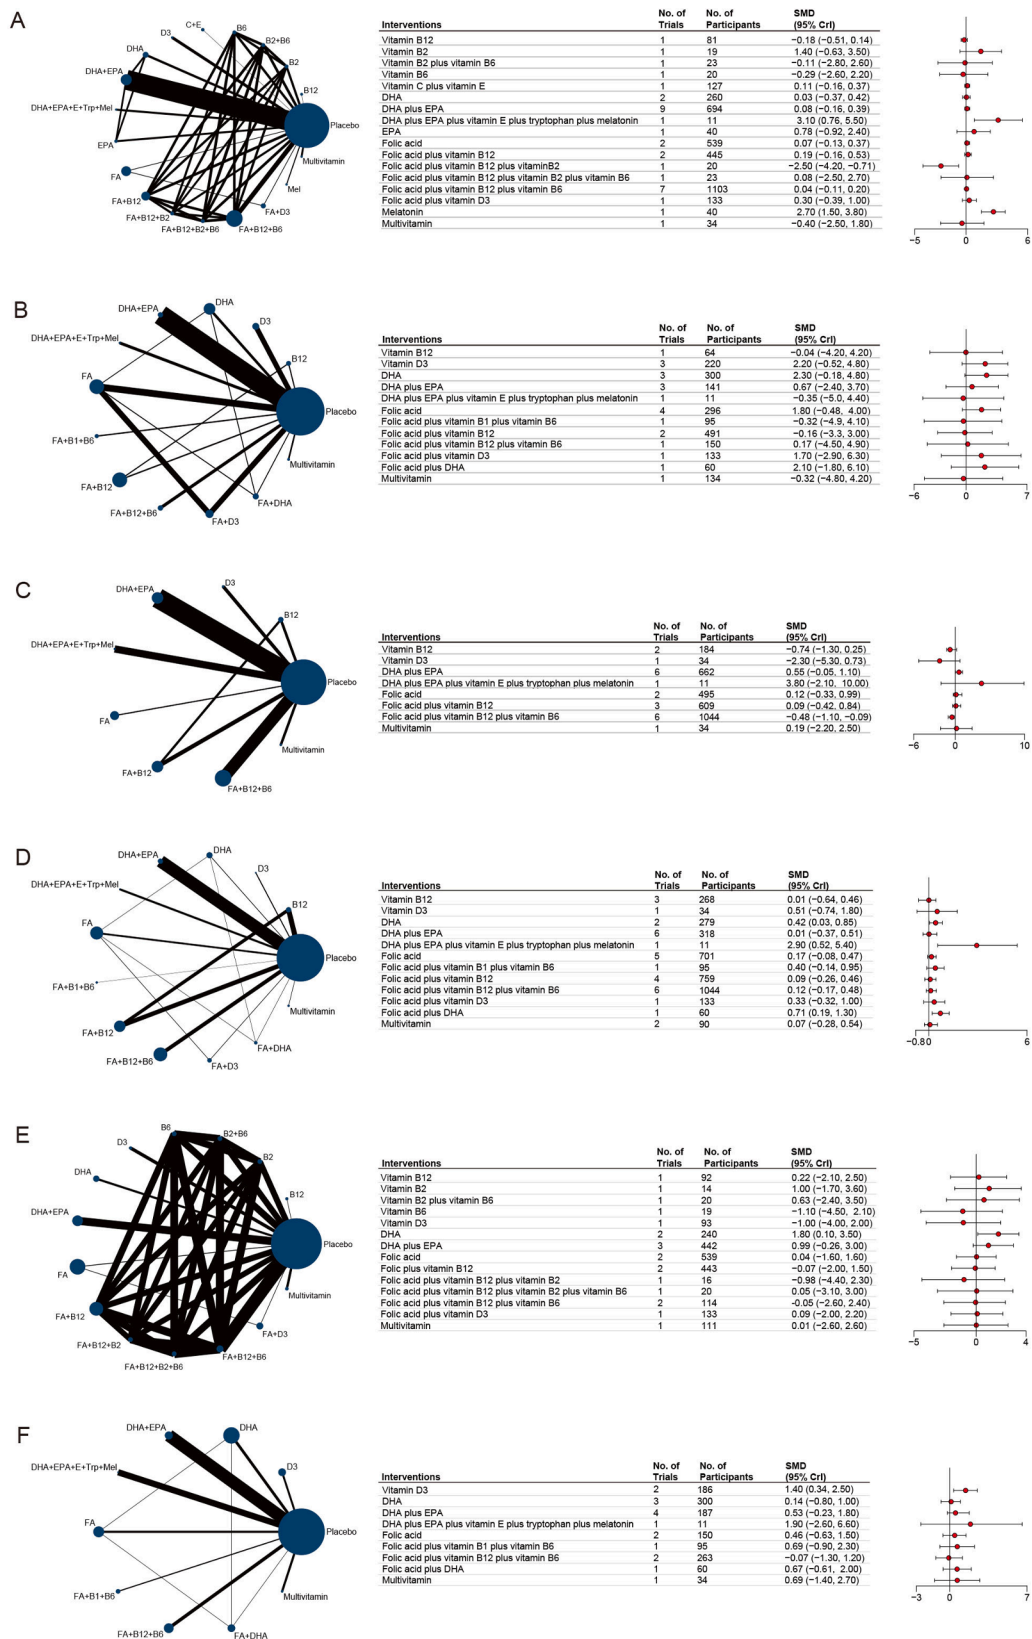 A
C+E
B6
D3
B2+B6
DHA
B2
DHA+EPA
B12
DHA+EPA+E+Trp+Mel
Placebo
EPA
Multivitamin
FA
Mel
FA+B12
FA+D3
FA+B12+B2
FA+B12+B2+B6
FA+B12+B6
Interventions No. of Trials No. of Participants SMD (95% CrI)
Vitamin B12 1 81 −0.18 (−0.51, 0.14)
Vitamin B2 1 19 1.40 (−0.63, 3.50)
Vitamin B2 plus vitamin B6 1 23 −0.11 (−2.80, 2.60)
Vitamin B6 1 20 −0.29 (−2.60, 2.20)
Vitamin C plus vitamin E 1 127 0.11 (−0.16, 0.37)
DHA 2 260 0.03 (−0.37, 0.42)
DHA plus EPA 9 694 0.08 (−0.16, 0.39)
DHA plus EPA plus vitamin E plus tryptophan plus melatonin 1 11 3.10 (0.76, 5.50)
EPA 1 40 0.78 (−0.92, 2.40)
Folic acid 2 539 0.07 (−0.13, 0.37)
Folic acid plus vitamin B12 2 445 0.19 (−0.16, 0.53)
Folic acid plus vitamin B12 plus vitaminB2 1 20 −2.50 (−4.20, −0.71)
Folic acid plus vitamin B12 plus vitamin B2 plus vitamin B6 1 23 0.08 (−2.50, 2.70)
Folic acid plus vitamin B12 plus vitamin B6 7 1103 0.04 (−0.11, 0.20)
Folic acid plus vitamin D3 1 133 0.30 (−0.39, 1.00)
Melatonin 1 40 2.70 (1.50, 3.80)
Multivitamin 1 34 −0.40 (−2.50, 1.80)
−5 0 6
B
DHA
DHA+EPA
D3
DHA+EPA+E+Trp+Mel
B12
FA
Placebo
FA+B1+B6
Multivitamin
FA+B12
FA+DHA
FA+B12+B6
FA+D3
Interventions No. of Trials No. of Participants SMD (95% CrI)
Vitamin B12 1 64 −0.04 (−4.20, 4.20)
Vitamin D3 3 220 2.20 (−0.52, 4.80)
DHA 3 300 2.30 (−0.18, 4.80)
DHA plus EPA 3 141 0.67 (−2.40, 3.70)
DHA plus EPA plus vitamin E plus tryptophan plus melatonin 1 11 −0.35 (−5.0, 4.40)
Folic acid 4 296 1.80 (−0.48, 4.00)
Folic acid plus vitamin B1 plus vitamin B6 1 95 −0.32 (−4.9, 4.10)
Folic acid plus vitamin B12 2 491 −0.16 (−3.3, 3.00)
Folic acid plus vitamin B12 plus vitamin B6 1 150 0.17 (−4.50, 4.90)
Folic acid plus vitamin D3 1 133 1.70 (−2.90, 6.30)
Folic acid plus DHA 1 60 2.10 (−1.80, 6.10)
Multivitamin 1 134 −0.32 (−4.80, 4.20)
−6 0 7
C
D3
DHA+EPA
B12
DHA+EPA+E+Trp+Mel
Placebo
FA
Multivitamin
FA+B12
FA+B12+B6
Interventions No. of Trials No. of Participants SMD (95% CrI)
Vitamin B12 2 184 −0.74 (−1.30, 0.25)
Vitamin D3 1 34 −2.30 (−5.30, 0.73)
DHA plus EPA 6 662 0.55 (−0.05, 1.10)
DHA plus EPA plus vitamin E plus tryptophan plus melatonin 1 11 3.80 (−2.10, 10.00)
Folic acid 2 495 0.12 (−0.33, 0.99)
Folic acid plus vitamin B12 3 609 0.09 (−0.42, 0.84)
Folic acid plus vitamin B12 plus vitamin B6 6 1044 −0.48 (−1.10, −0.09)
Multivitamin 1 34 0.19 (−2.20, 2.50)
−6 0 10
D
DHA
DHA+EPA
D3
DHA+EPA+E+Trp+Mel
B12
FA
Placebo
FA+B1+B6
Multivitamin
FA+B12
FA+DHA
FA+B12+B6
FA+D3
Interventions No. of Trials No. of Participants SMD (95% CrI)
Vitamin B12 3 268 0.01 (−0.64, 0.46)
Vitamin D3 1 34 0.51 (−0.74, 1.80)
DHA 2 279 0.42 (0.03, 0.85)
DHA plus EPA 6 318 0.01 (−0.37, 0.51)
DHA plus EPA plus vitamin E plus tryptophan plus melatonin 1 11 2.90 (0.52, 5.40)
Folic acid 5 701 0.17 (−0.08, 0.47)
Folic acid plus vitamin B1 plus vitamin B6 1 95 0.40 (−0.14, 0.95)
Folic acid plus vitamin B12 4 759 0.09 (−0.26, 0.46)
Folic acid plus vitamin B12 plus vitamin B6 6 1044 0.12 (−0.17, 0.48)
Folic acid plus vitamin D3 1 133 0.33 (−0.32, 1.00)
Folic acid plus DHA 1 60 0.71 (0.19, 1.30)
Multivitamin 2 90 0.07 (−0.28, 0.54)
−0.80 6
E
B6
B2+B6
D3
B2
DHA
B12
DHA+EPA
Placebo
FA
Multivitamin
FA+B12
FA+D3
FA+B12+B2
FA+B12+B6
FA+B12+B2+B6
Interventions No. of Trials No. of Participants SMD (95% CrI)
Vitamin B12 1 92 0.22 (−2.10, 2.50)
Vitamin B2 1 14 1.00 (−1.70, 3.60)
Vitamin B2 plus vitamin B6 1 20 0.63 (−2.40, 3.50)
Vitamin B6 1 19 −1.10 (−4.50, 2.10)
Vitamin D3 1 93 −1.00 (−4.00, 2.00)
DHA 2 240 1.80 (0.10, 3.50)
DHA plus EPA 3 442 0.99 (−0.26, 3.00)
Folic acid 2 539 0.04 (−1.60, 1.60)
Folic plus vitamin B12 2 443 −0.07 (−2.00, 1.50)
Folic acid plus vitamin B12 plus vitamin B2 1 16 −0.98 (−4.40, 2.30)
Folic acid plus vitamin B12 plus vitamin B2 plus vitamin B6 1 20 0.05 (−3.10, 3.00)
Folic acid plus vitamin B12 plus vitamin B6 2 114 −0.05 (−2.60, 2.40)
Folic acid plus vitamin D3 1 133 0.09 (−2.00, 2.20)
Multivitamin 1 111 0.01 (−2.60, 2.60)
−5 0 4
F
DHA+EPA
DHA
DHA+EPA+E+Trp+Mel
D3
FA
Placebo
FA+B1+B6
Multivitamin
FA+B12+B6
FA+DHA
Interventions No. of Trials No. of Participants SMD (95% CrI)
Vitamin D3 2 186 1.40 (0.34, 2.50)
DHA 3 300 0.14 (−0.80, 1.00)
DHA plus EPA 4 187 0.53 (−0.23, 1.80)
DHA plus EPA plus vitamin E plus tryptophan plus melatonin 1 11 1.90 (−2.60, 6.60)
Folic acid 2 150 0.46 (−0.63, 1.50)
Folic acid plus vitamin B1 plus vitamin B6 1 95 0.69 (−0.90, 2.30)
Folic acid plus vitamin B12 plus vitamin B6 2 263 −0.07 (−1.30, 1.20)
Folic acid plus DHA 1 60 0.67 (−0.61, 2.00)
Multivitamin 1 34 0.69 (−1.40, 2.70)
−3 0 7